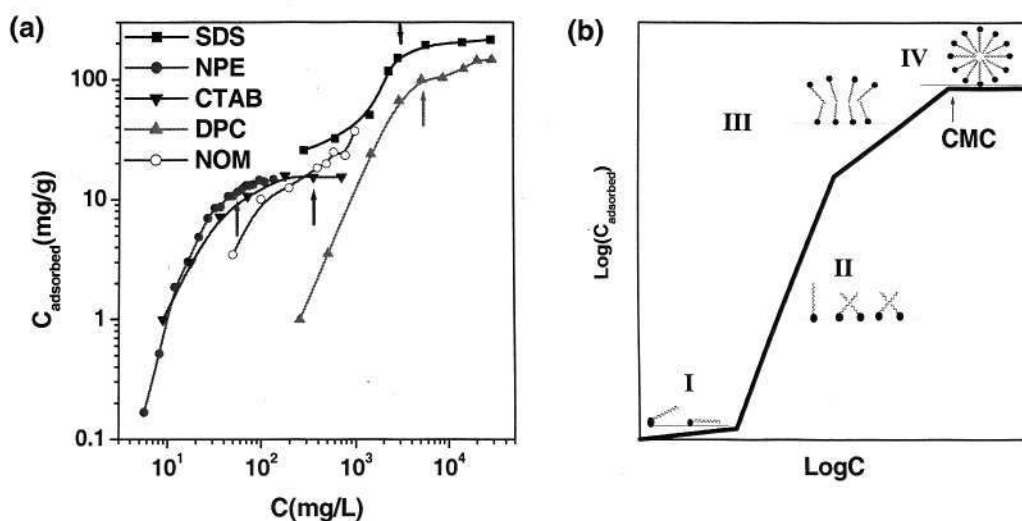 (a)
SDS
NPE
CTAB
DPC
NOM
100
10
1
0.1
C_adsorbed(mg/g)
10^1
10^2
10^3
10^4
C(mg/L)
(b)
IV
III
CMC
II
I
Log(C_adsorbed)
LogC